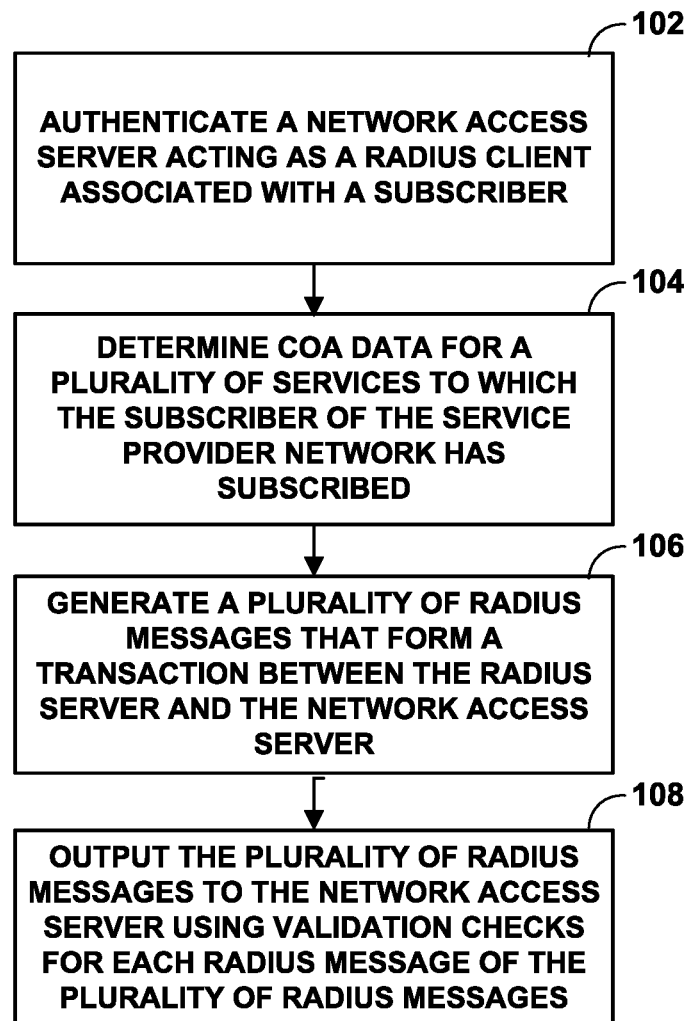 102
AUTHENTICATE A NETWORK ACCESS
SERVER ACTING AS A RADIUS CLIENT
ASSOCIATED WITH A SUBSCRIBER
104
DETERMINE COA DATA FOR A
PLURALITY OF SERVICES TO WHICH
THE SUBSCRIBER OF THE SERVICE
PROVIDER NETWORK HAS
SUBSCRIBED
106
GENERATE A PLURALITY OF RADIUS
MESSAGES THAT FORM A
TRANSACTION BETWEEN THE RADIUS
SERVER AND THE NETWORK ACCESS
SERVER
108
OUTPUT THE PLURALITY OF RADIUS
MESSAGES TO THE NETWORK ACCESS
SERVER USING VALIDATION CHECKS
FOR EACH RADIUS MESSAGE OF THE
PLURALITY OF RADIUS MESSAGES